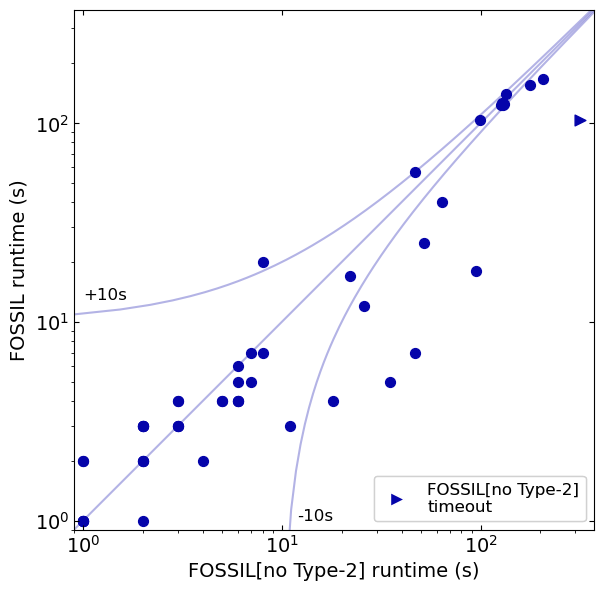 FOSSIL runtime (s)
10²
10¹
10⁰
+10s
-10s
FOSSIL[no Type-2]
timeout
10⁰ 10¹ 10²
FOSSIL[no Type-2] runtime (s)